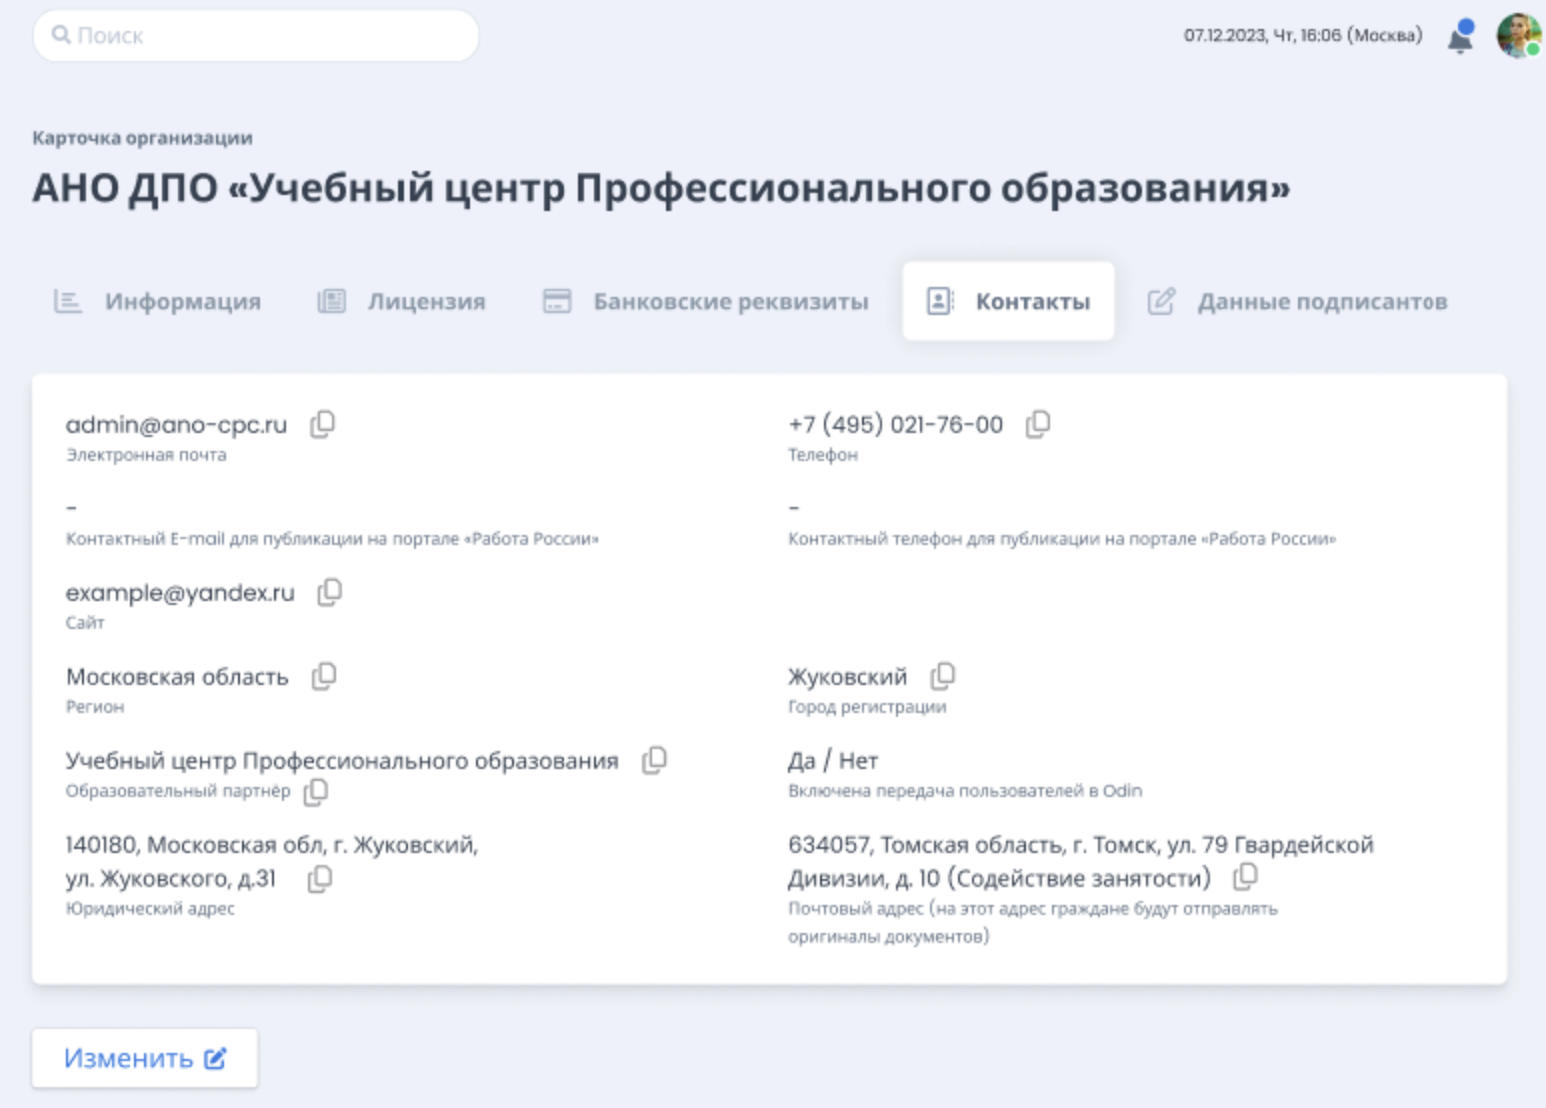 Поиск
07.12.2023, Чт, 16:06 (Москва)
Карточка организации
АНО ДПО «Учебный центр Профессионального образования»
Информация
Лицензия
Банковские реквизиты
Контакты
Данные подписантов
admin@ano-cpc.ru
Электронная почта
+7 (495) 021-76-00
Телефон
-
Контактный E-mail для публикации на портале «Работа России»
-
Контактный телефон для публикации на портале «Работа России»
example@yandex.ru
Сайт
Московская область
Регион
Жуковский
Город регистрации
Учебный центр Профессионального образования
Образовательный партнёр
Да / Нет
Включена передача пользователей в Odin
140180, Московская обл, г. Жуковский,
ул. Жуковского, д.31
Юридический адрес
634057, Томская область, г. Томск, ул. 79 Гвардейской
Дивизии, д. 10 (Содействие занятости)
Почтовый адрес (на этот адрес граждане будут отправлять
оригиналы документов)
Изменить